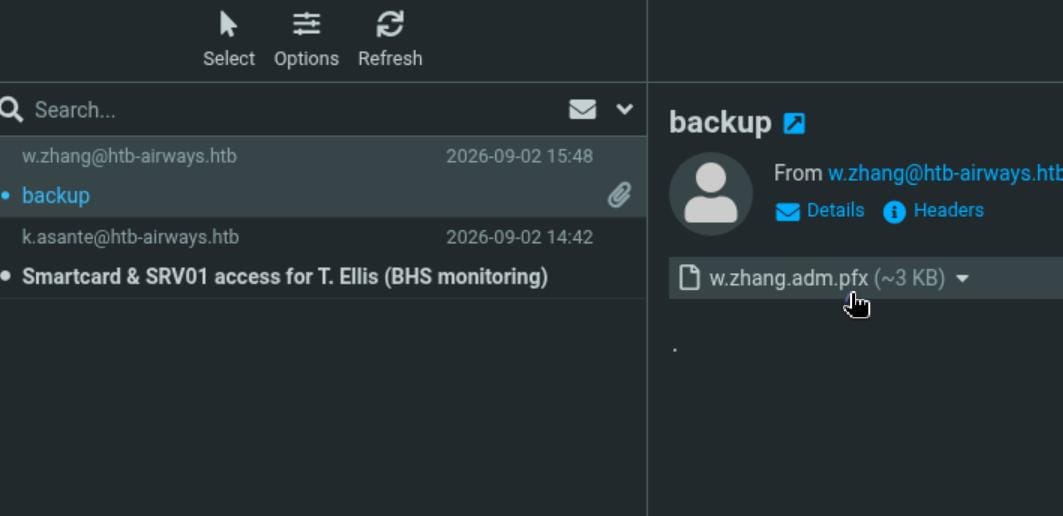 Select Options Refresh
Search...
w.zhang@htb-airways.htb 2026-09-02 15:48
backup
k.asante@htb-airways.htb 2026-09-02 14:42
Smartcard & SRV01 access for T. Ellis (BHS monitoring)
backup
From w.zhang@htb-airways.htb
Details Headers
w.zhang.adm.pfx (~3 KB)
.